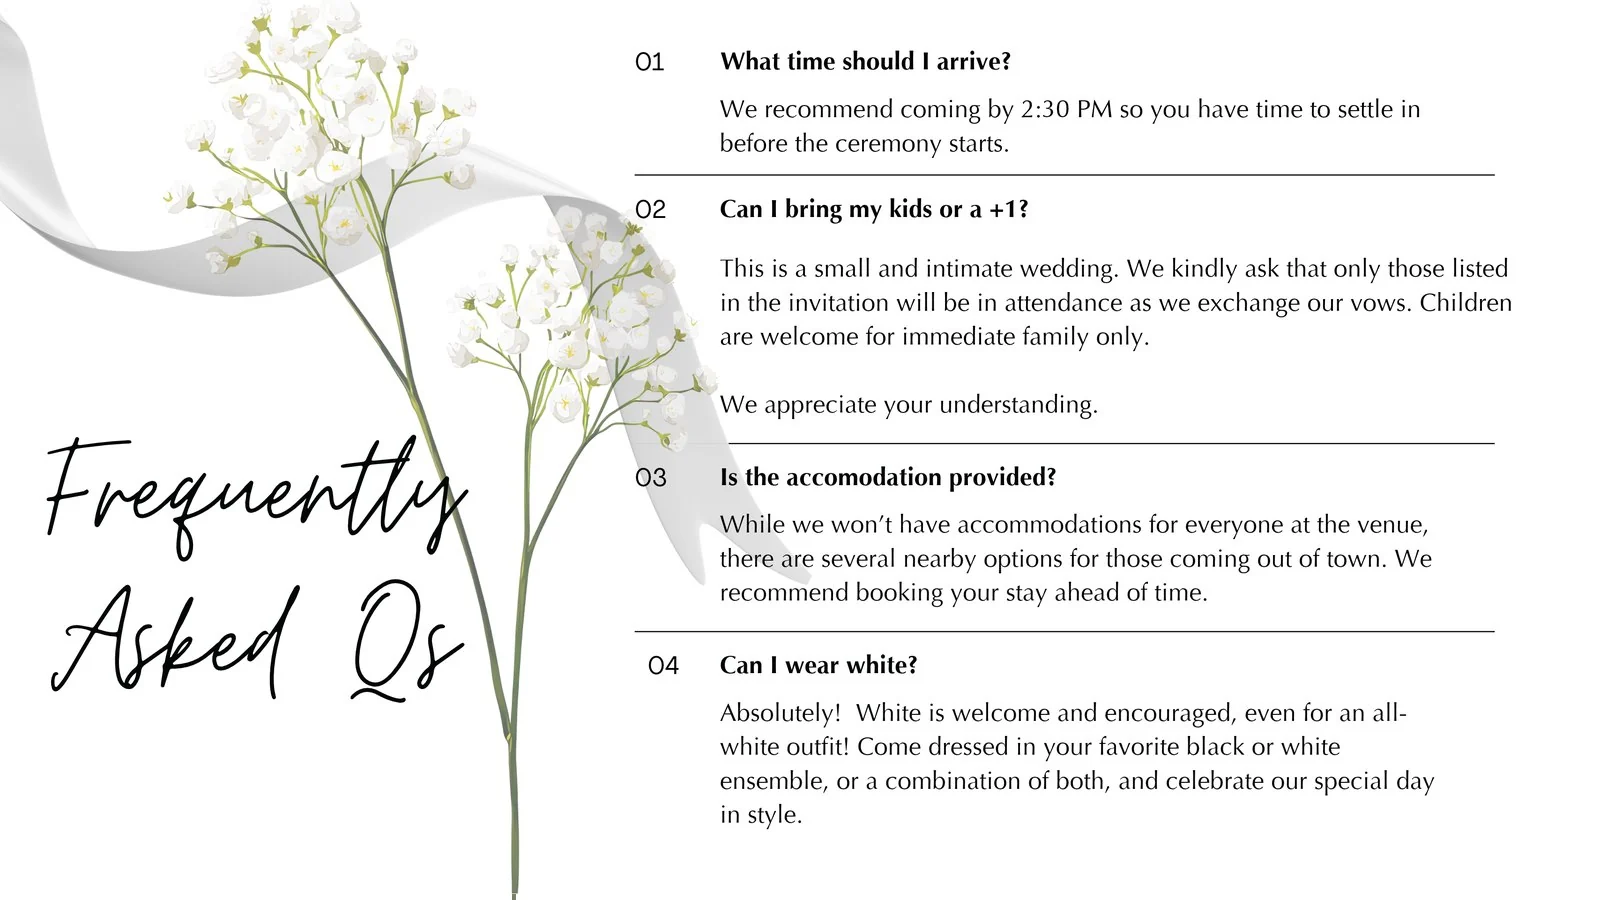 Frequently
Asked Qs
01
What time should I arrive?
We recommend coming by 2:30 PM so you have time to settle in
before the ceremony starts.
02
Can I bring my kids or a +1?
This is a small and intimate wedding. We kindly ask that only those listed
in the invitation will be in attendance as we exchange our vows. Children
are welcome for immediate family only.
We appreciate your understanding.
03
Is the accomodation provided?
While we won’t have accommodations for everyone at the venue,
there are several nearby options for those coming out of town. We
recommend booking your stay ahead of time.
04
Can I wear white?
Absolutely!  White is welcome and encouraged, even for an all-
white outfit! Come dressed in your favorite black or white
ensemble, or a combination of both, and celebrate our special day
in style.